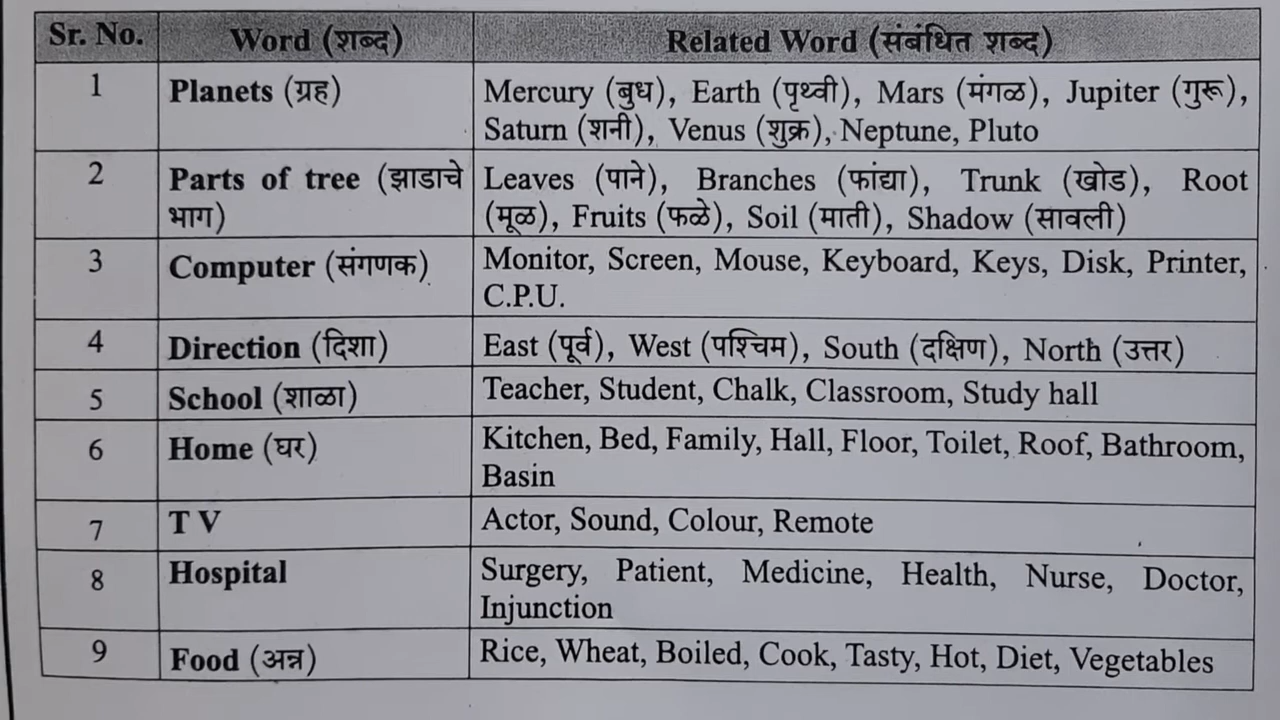 Sr. No. Word (शब्द) Related Word (संबंधित शब्द)
1 Planets (ग्रह) Mercury (बुध), Earth (पृथ्वी), Mars (मंगळ), Jupiter (गुरू),
Saturn (शनी), Venus (शुक्र), Neptune, Pluto
2 Parts of tree (झाडाचे Leaves (पाने), Branches (फांद्या), Trunk (खोड), Root
भाग) (मूळ), Fruits (फळे), Soil (माती), Shadow (सावली)
3 Computer (संगणक) Monitor, Screen, Mouse, Keyboard, Keys, Disk, Printer,
C.P.U.
4 Direction (दिशा) East (पूर्व), West (पश्चिम), South (दक्षिण), North (उत्तर)
5 School (शाळा) Teacher, Student, Chalk, Classroom, Study hall
6 Home (घर) Kitchen, Bed, Family, Hall, Floor, Toilet, Roof, Bathroom,
Basin
7 T V Actor, Sound, Colour, Remote
8 Hospital Surgery, Patient, Medicine, Health, Nurse, Doctor,
Injunction
9 Food (अन्न) Rice, Wheat, Boiled, Cook, Tasty, Hot, Diet, Vegetables